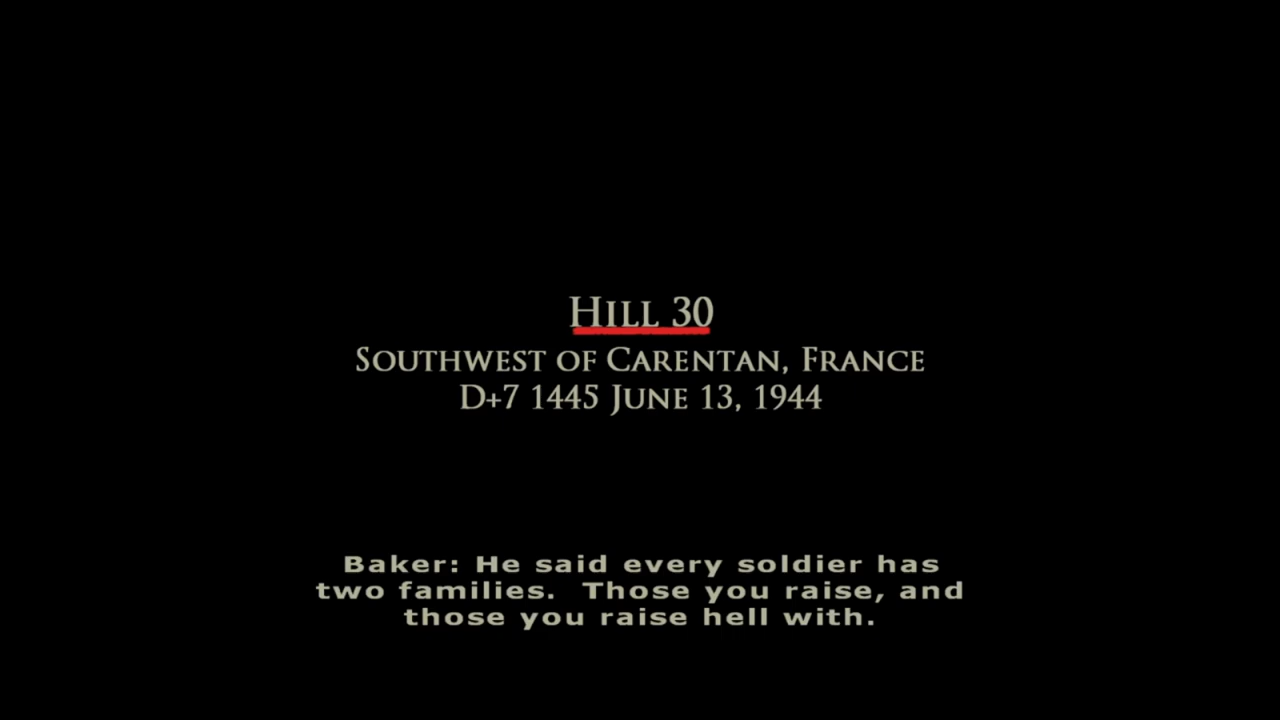 Hill 30
Southwest of Carentan, France
D+7 1445 June 13, 1944
Baker: He said every soldier has
two families.  Those you raise, and
those you raise hell with.